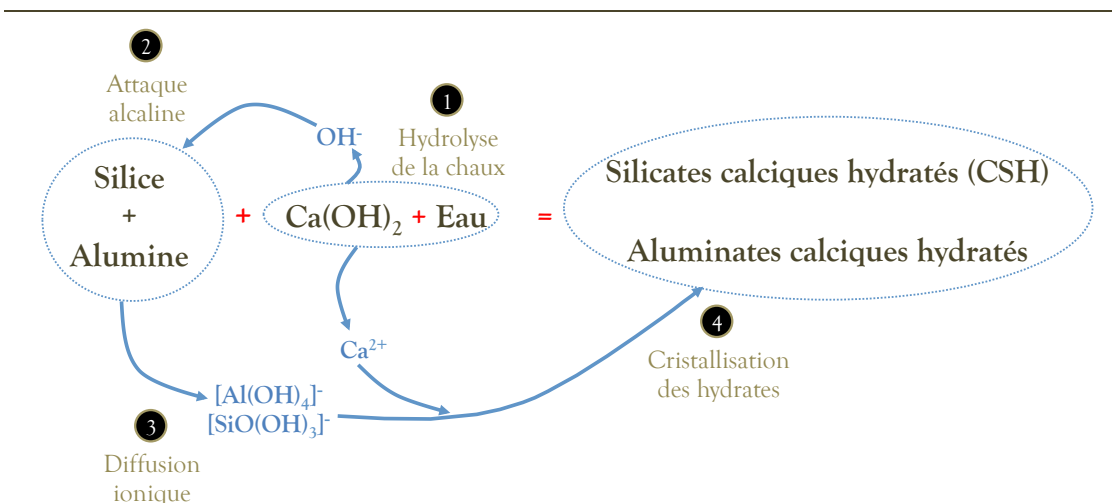 2
Attaque
alcaline
1
Hydrolyse
de la chaux
OH-
Silice
+
Alumine
+
Ca(OH)₂ + Eau
=
Silicates calciques hydratés (CSH)
Aluminates calciques hydratés
4
Cristallisation
des hydrates
Ca²⁺
[Al(OH)₄]-
[SiO(OH)₃]-
3
Diffusion
ionique